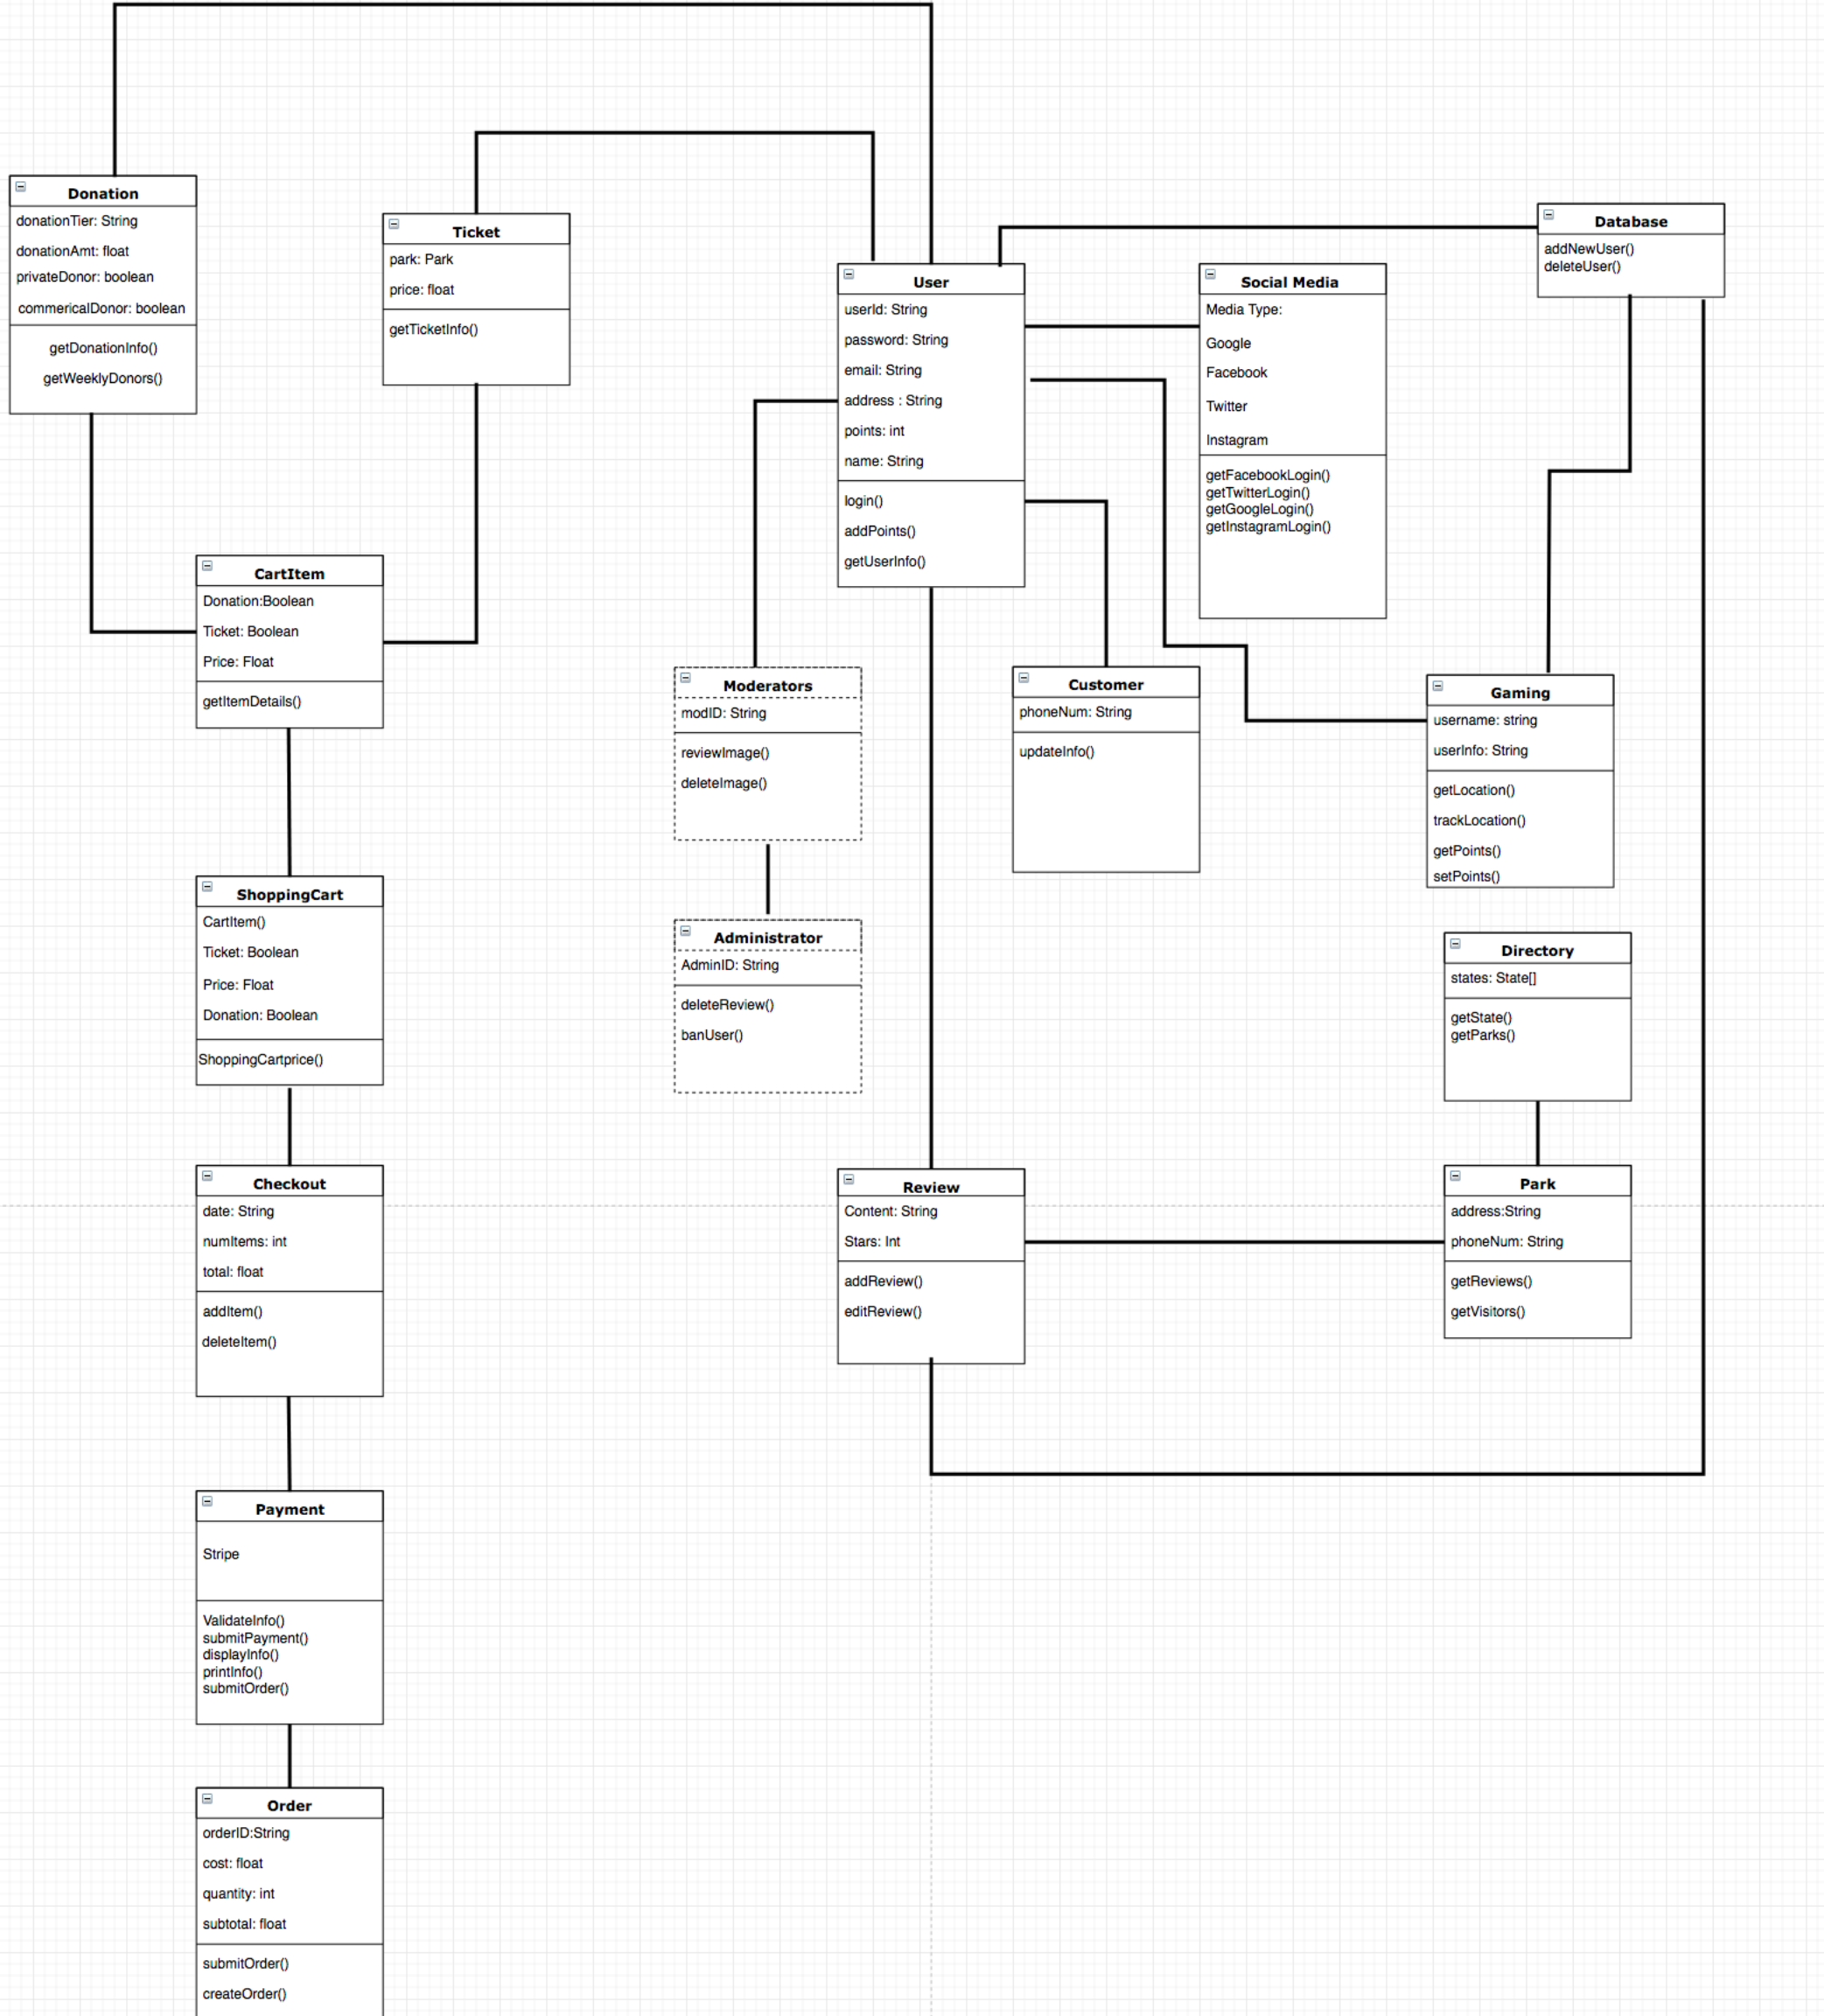 Donation
donationTier: String
donationAmt: float
privateDonor: boolean
commericalDonor: boolean
getDonationInfo()
getWeeklyDonors()
Ticket
park: Park
price: float
getTicketInfo()
User
userId: String
password: String
email: String
address : String
points: int
name: String
login()
addPoints()
getUserInfo()
Social Media
Media Type:
Google
Facebook
Twitter
Instagram
getFacebookLogin()
getTwitterLogin()
getGoogleLogin()
getInstagramLogin()
Database
addNewUser()
deleteUser()
CartItem
Donation:Boolean
Ticket: Boolean
Price: Float
getItemDetails()
Moderators
modID: String
reviewImage()
deleteImage()
Customer
phoneNum: String
updateInfo()
Gaming
username: string
userInfo: String
getLocation()
trackLocation()
getPoints()
setPoints()
ShoppingCart
CartItem()
Ticket: Boolean
Price: Float
Donation: Boolean
ShoppingCartprice()
Administrator
AdminID: String
deleteReview()
banUser()
Directory
states: State[]
getState()
getParks()
Checkout
date: String
numItems: int
total: float
addItem()
deleteItem()
Review
Content: String
Stars: Int
addReview()
editReview()
Park
address:String
phoneNum: String
getReviews()
getVisitors()
Payment
Stripe
ValidateInfo()
submitPayment()
displayInfo()
printInfo()
submitOrder()
Order
orderID:String
cost: float
quantity: int
subtotal: float
submitOrder()
createOrder()